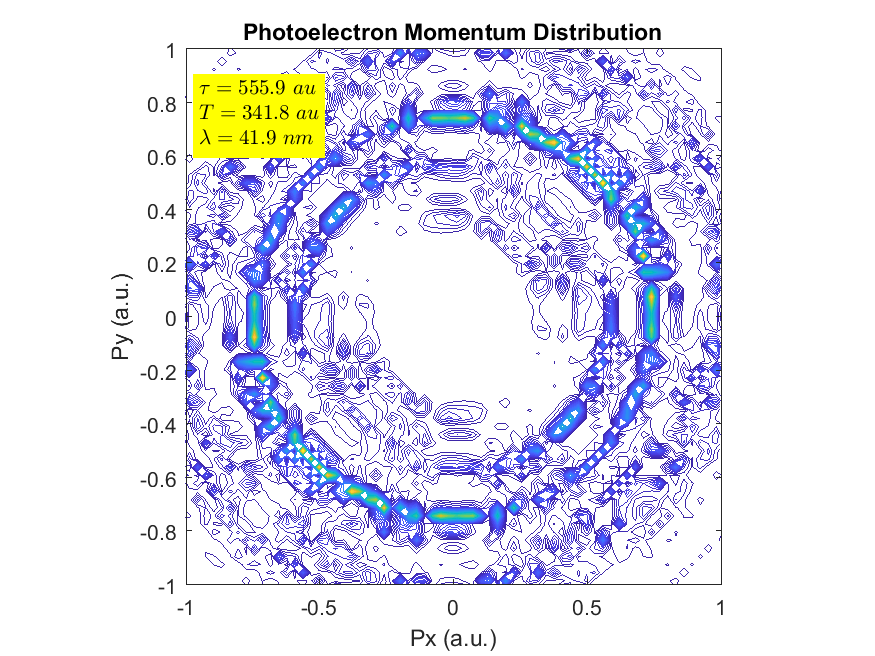 Photoelectron Momentum Distribution
τ = 555.9 au
T = 341.8 au
λ = 41.9 nm
1
0.8
0.6
0.4
0.2
0
-0.2
-0.4
-0.6
-0.8
-1
Py (a.u.)
-1 -0.5 0 0.5 1
Px (a.u.)